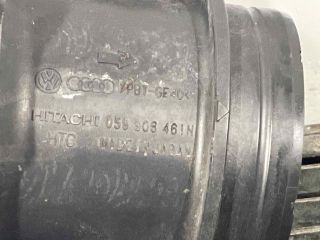 >PBT-GF<
HITACHI 059 906 461N
HTC MADE IN JAPAN